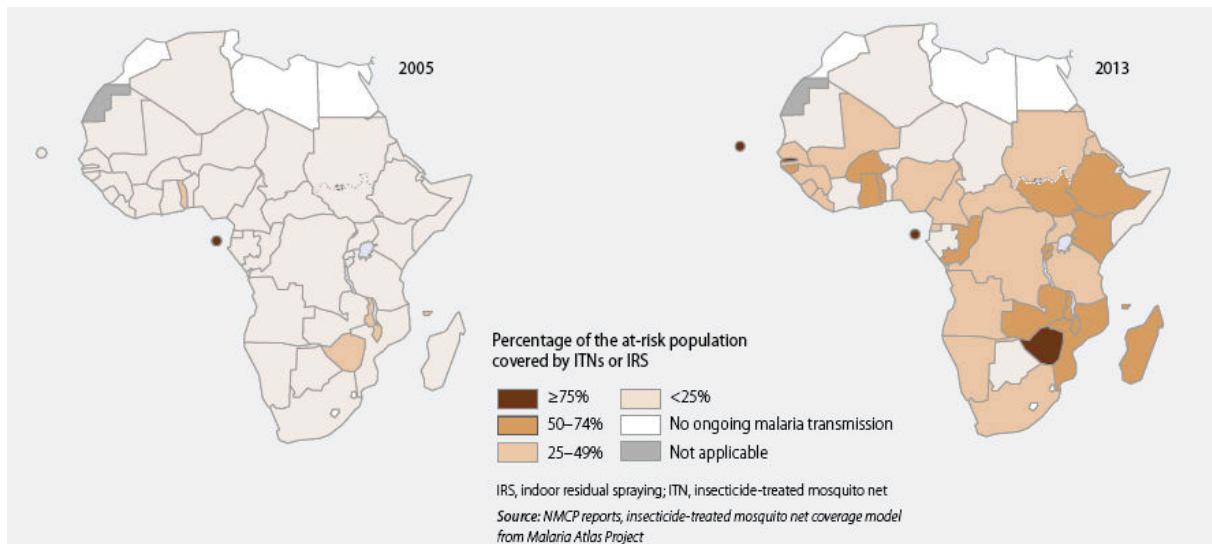 2005
2013
Percentage of the at-risk population
covered by ITNs or IRS
≥75%
<25%
50–74%
No ongoing malaria transmission
25–49%
Not applicable
IRS, indoor residual spraying; ITN, insecticide-treated mosquito net
Source: NMCP reports, insecticide-treated mosquito net coverage model
from Malaria Atlas Project